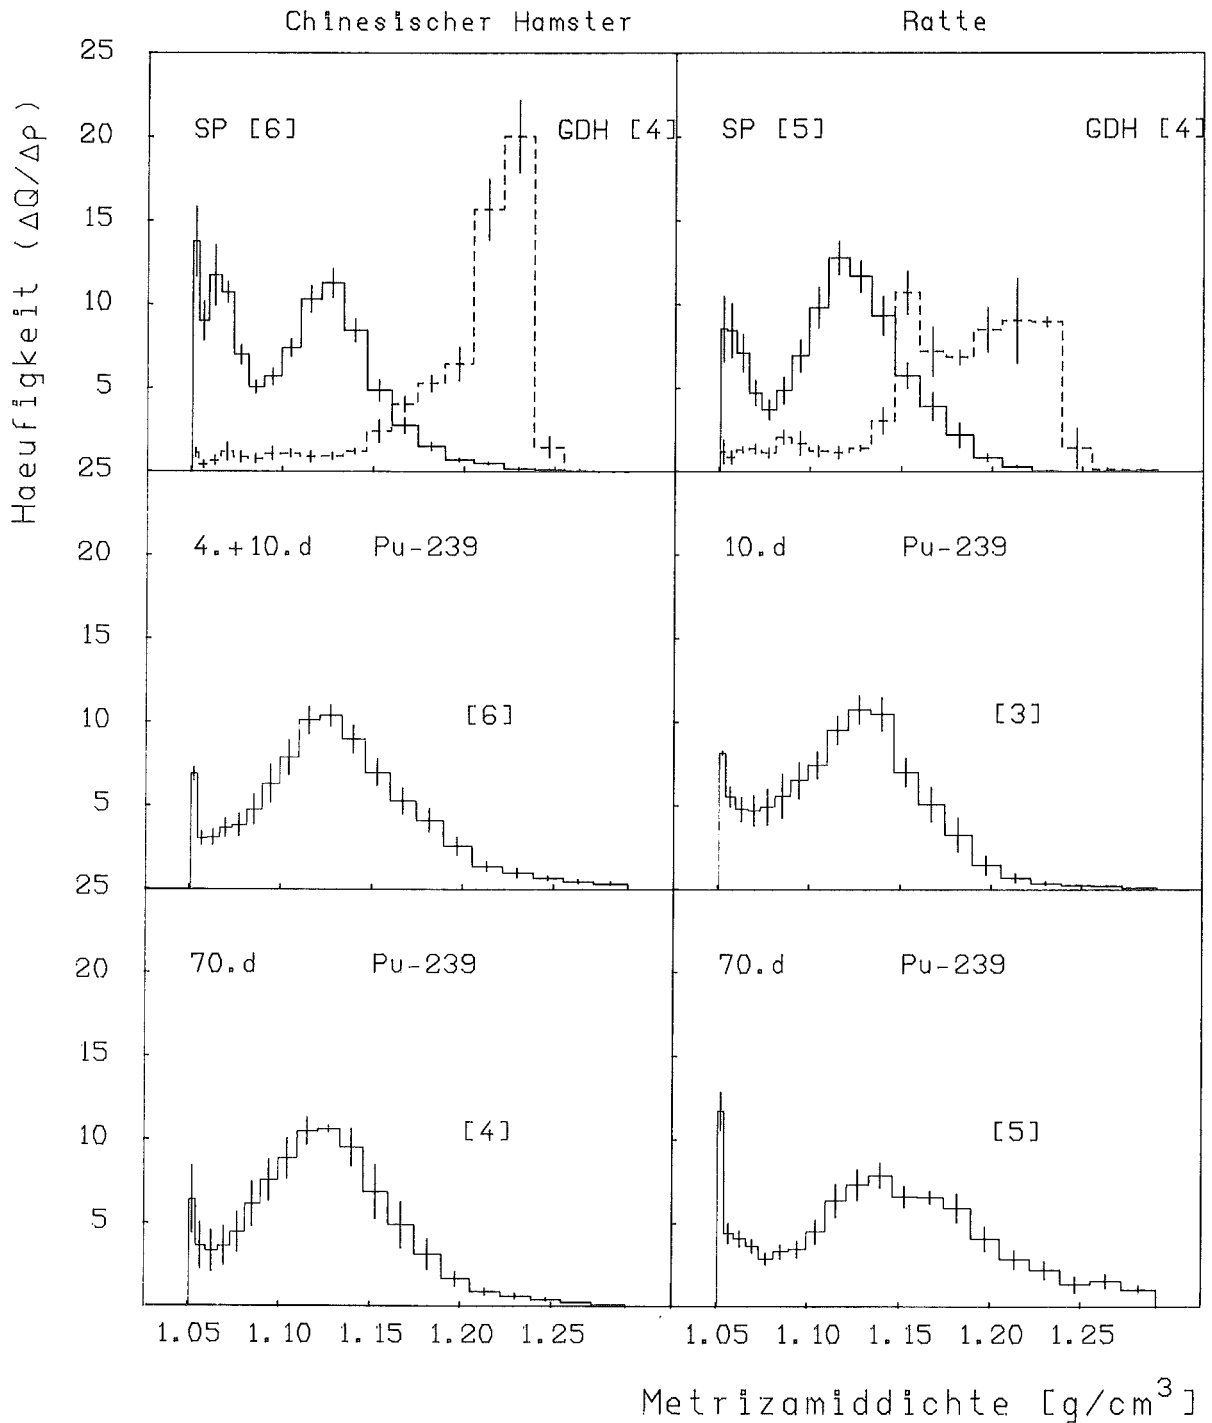 Chinesischer Hamster
Ratte
Haeufigkeit (ΔQ/Δρ)
25
20
15
10
5
SP [6]
GDH [4]
SP [5]
GDH [4]
25
20
15
10
5
4.+10.d Pu-239
[6]
10.d Pu-239
[3]
25
20
15
10
5
70.d Pu-239
[4]
70.d Pu-239
[5]
1.05 1.10 1.15 1.20
1.05 1.10 1.15 1.20 1.25
Metrizamiddichte [g/cm³]